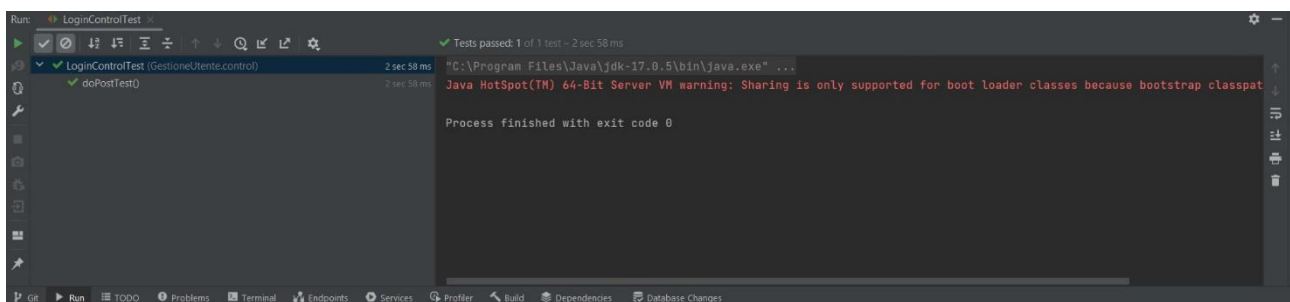 Run: LoginControlTest
Tests passed: 1 of 1 test – 2 sec 58 ms
LoginControlTest (GestioneUtente.control) 2 sec 58 ms
doPostTest() 2 sec 58 ms
"C:\Program Files\Java\jdk-17.0.5\bin\java.exe" ...
Java HotSpot(TM) 64-Bit Server VM warning: Sharing is only supported for boot loader classes because bootstrap classpat
Process finished with exit code 0
Git Run TODO Problems Terminal Endpoints Services Profiler Build Dependencies Database Changes